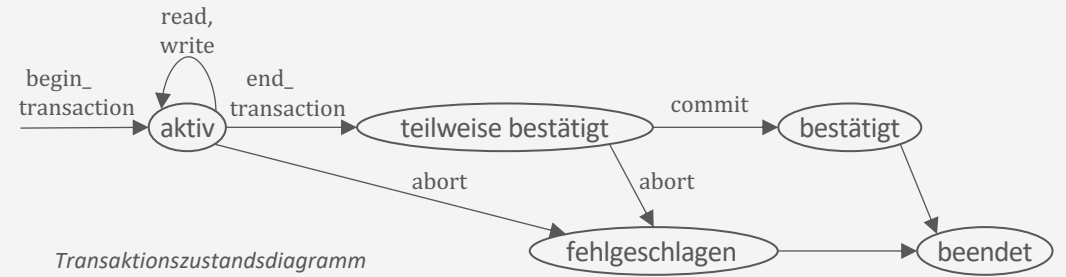 read,
write
begin_
transaction
end_
transaction
aktiv
teilweise bestätigt
commit
bestätigt
abort
abort
fehlgeschlagen
beendet
Transaktionszustandsdiagramm